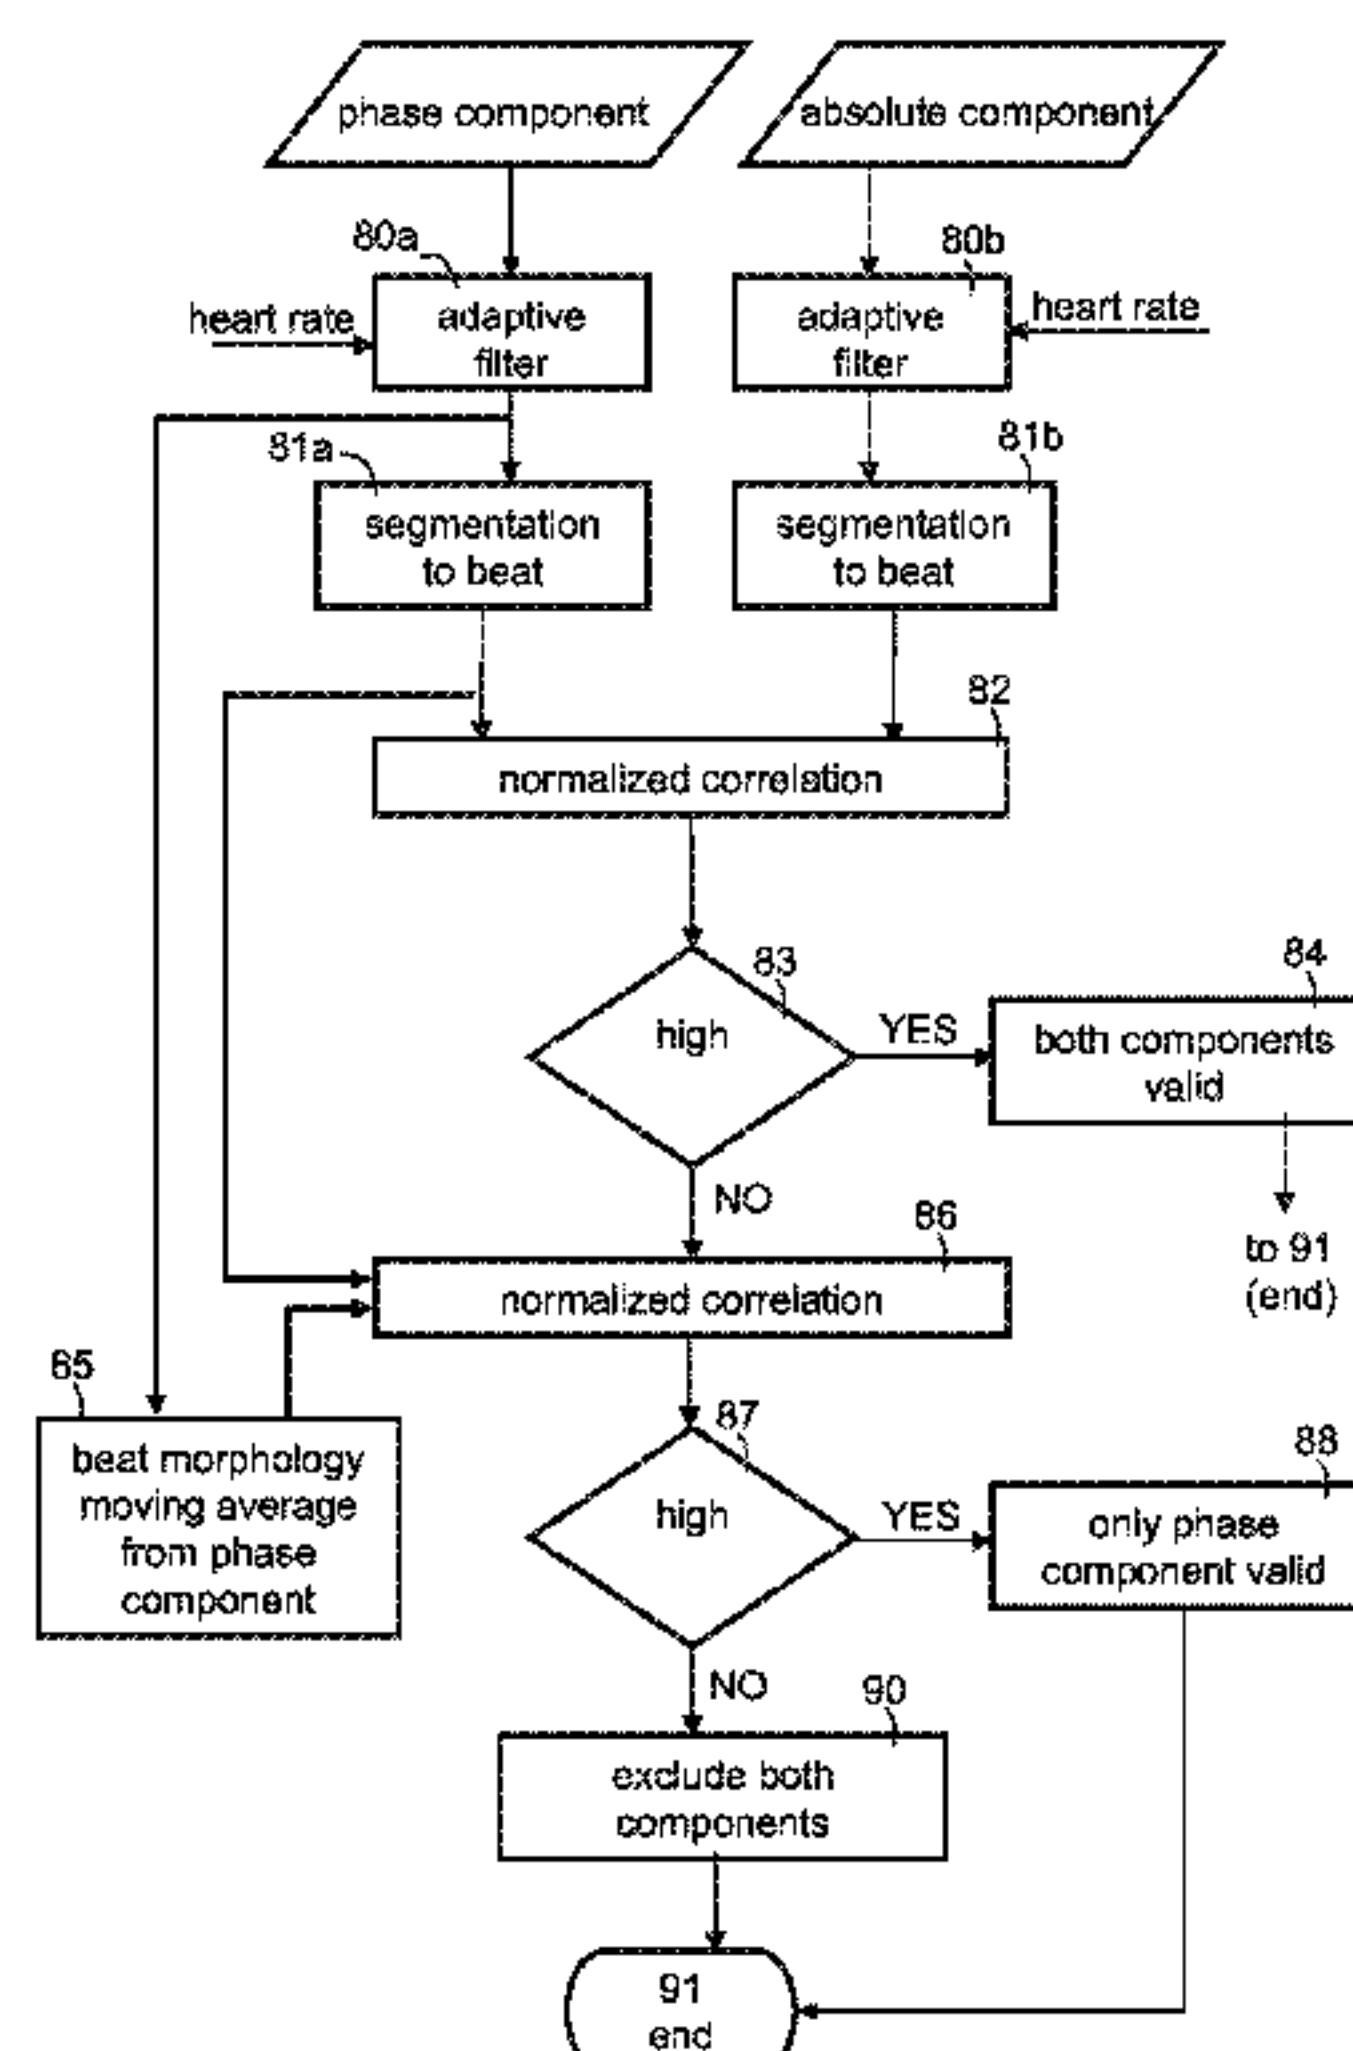 phase component
absolute component
80a
80b
heart rate
adaptive
filter
adaptive
filter
heart rate
81a
81b
segmentation
to beat
segmentation
to beat
82
normalized correlation
83
high
YES
84
both components
valid
NO
to 91
(end)
86
normalized correlation
85
beat morphology
moving average
from phase
component
87
high
YES
88
only phase
component valid
NO
90
exclude both
components
91
end